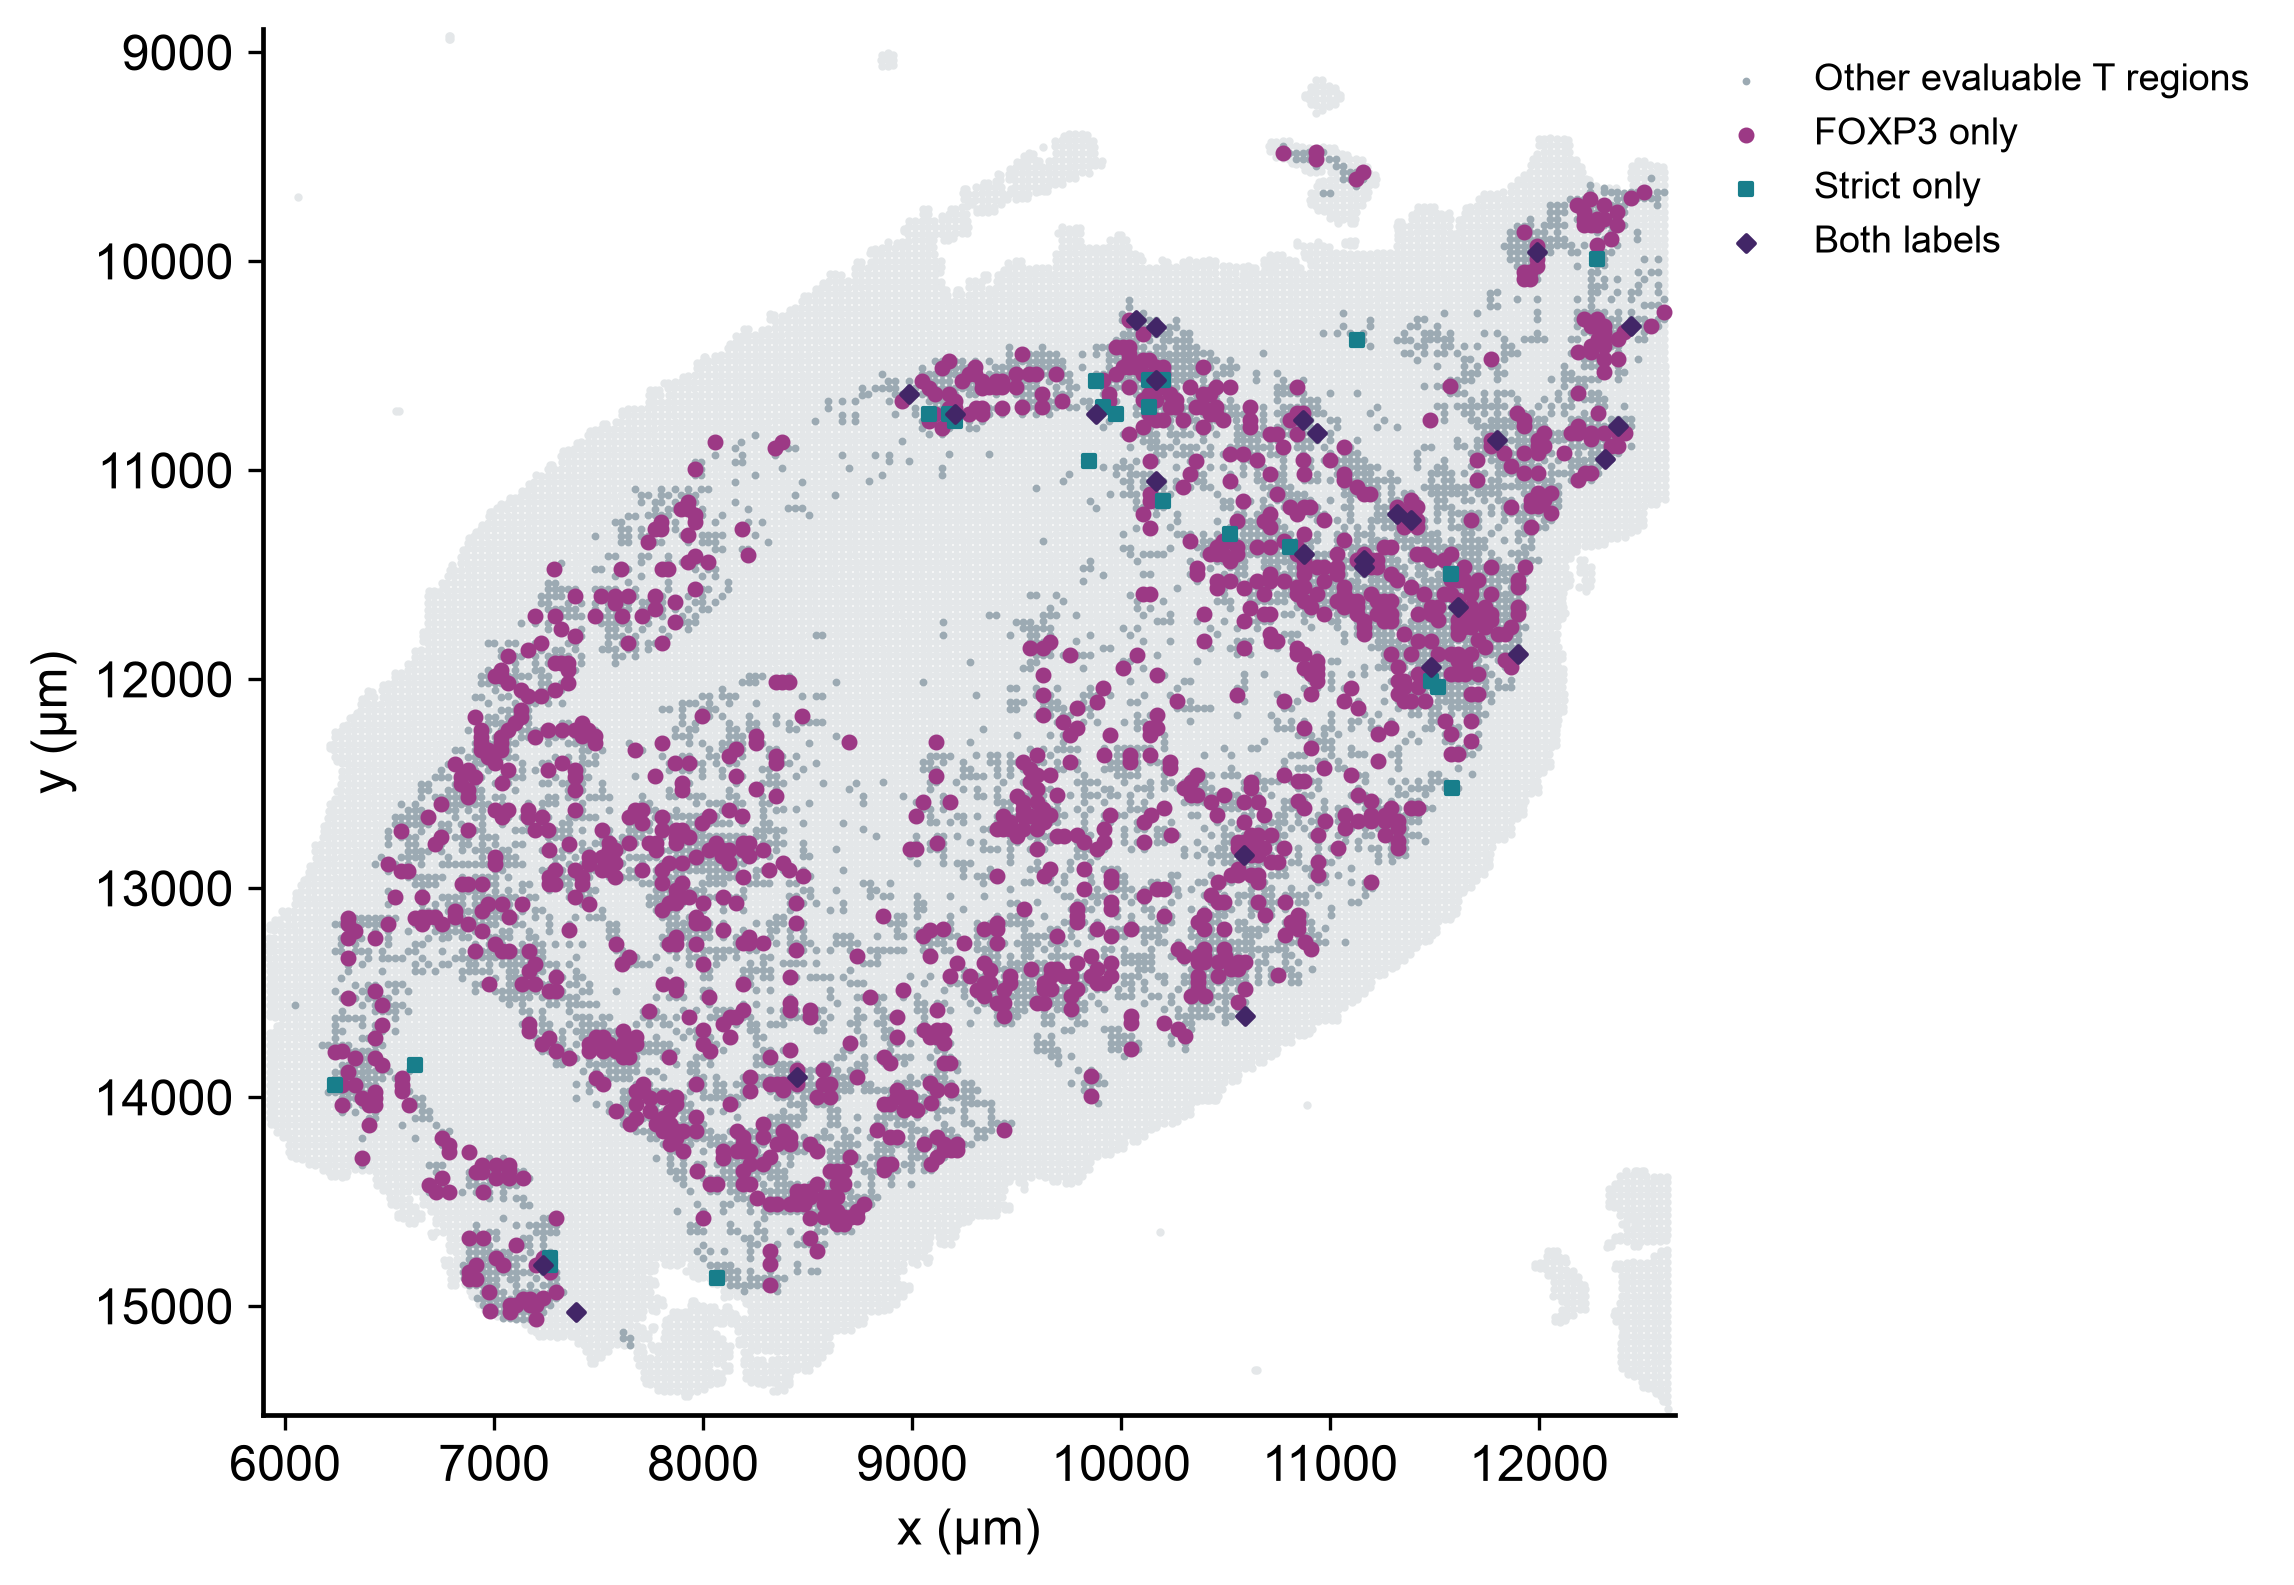 9000
10000
11000
12000
13000
14000
15000
y (µm)
6000 7000 8000 9000 10000 11000 12000
x (µm)
Other evaluable T regions
FOXP3 only
Strict only
Both labels